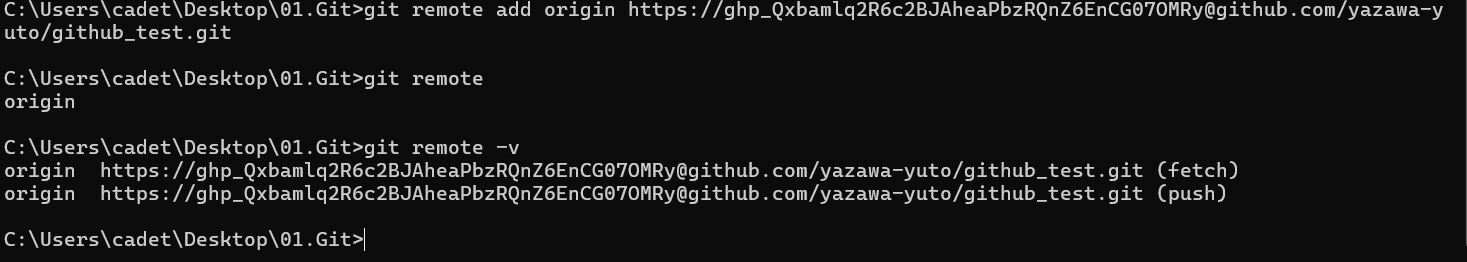 C:\Users\cadet\Desktop\01.Git>git remote add origin https://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@github.com/yazawa-y
uto/github_test.git
C:\Users\cadet\Desktop\01.Git>git remote
origin
C:\Users\cadet\Desktop\01.Git>git remote -v
origin  https://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@github.com/yazawa-yuto/github_test.git (fetch)
origin  https://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@github.com/yazawa-yuto/github_test.git (push)
C:\Users\cadet\Desktop\01.Git>